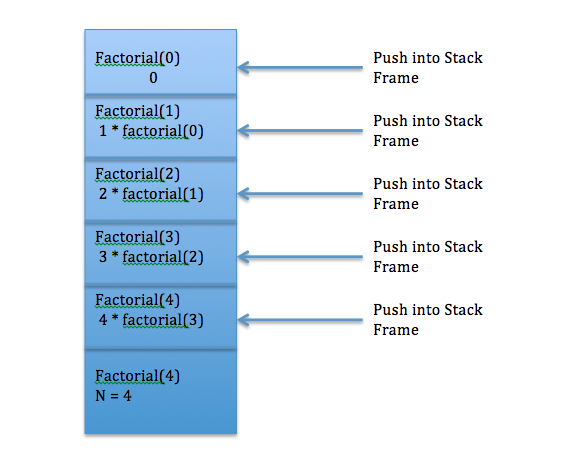 Factorial(0)
0
Push into Stack
Frame
Factorial(1)
1 * factorial(0)
Push into Stack
Frame
Factorial(2)
2 * factorial(1)
Push into Stack
Frame
Factorial(3)
3 * factorial(2)
Push into Stack
Frame
Factorial(4)
4 * factorial(3)
Push into Stack
Frame
Factorial(4)
N = 4